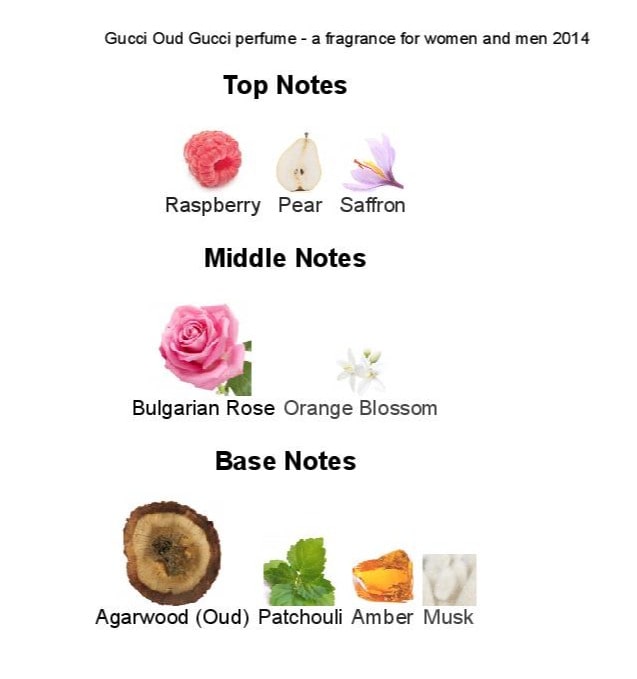 Gucci Oud Gucci perfume - a fragrance for women and men 2014
Top Notes
Raspberry Pear Saffron
Middle Notes
Bulgarian Rose Orange Blossom
Base Notes
Agarwood (Oud) Patchouli Amber Musk